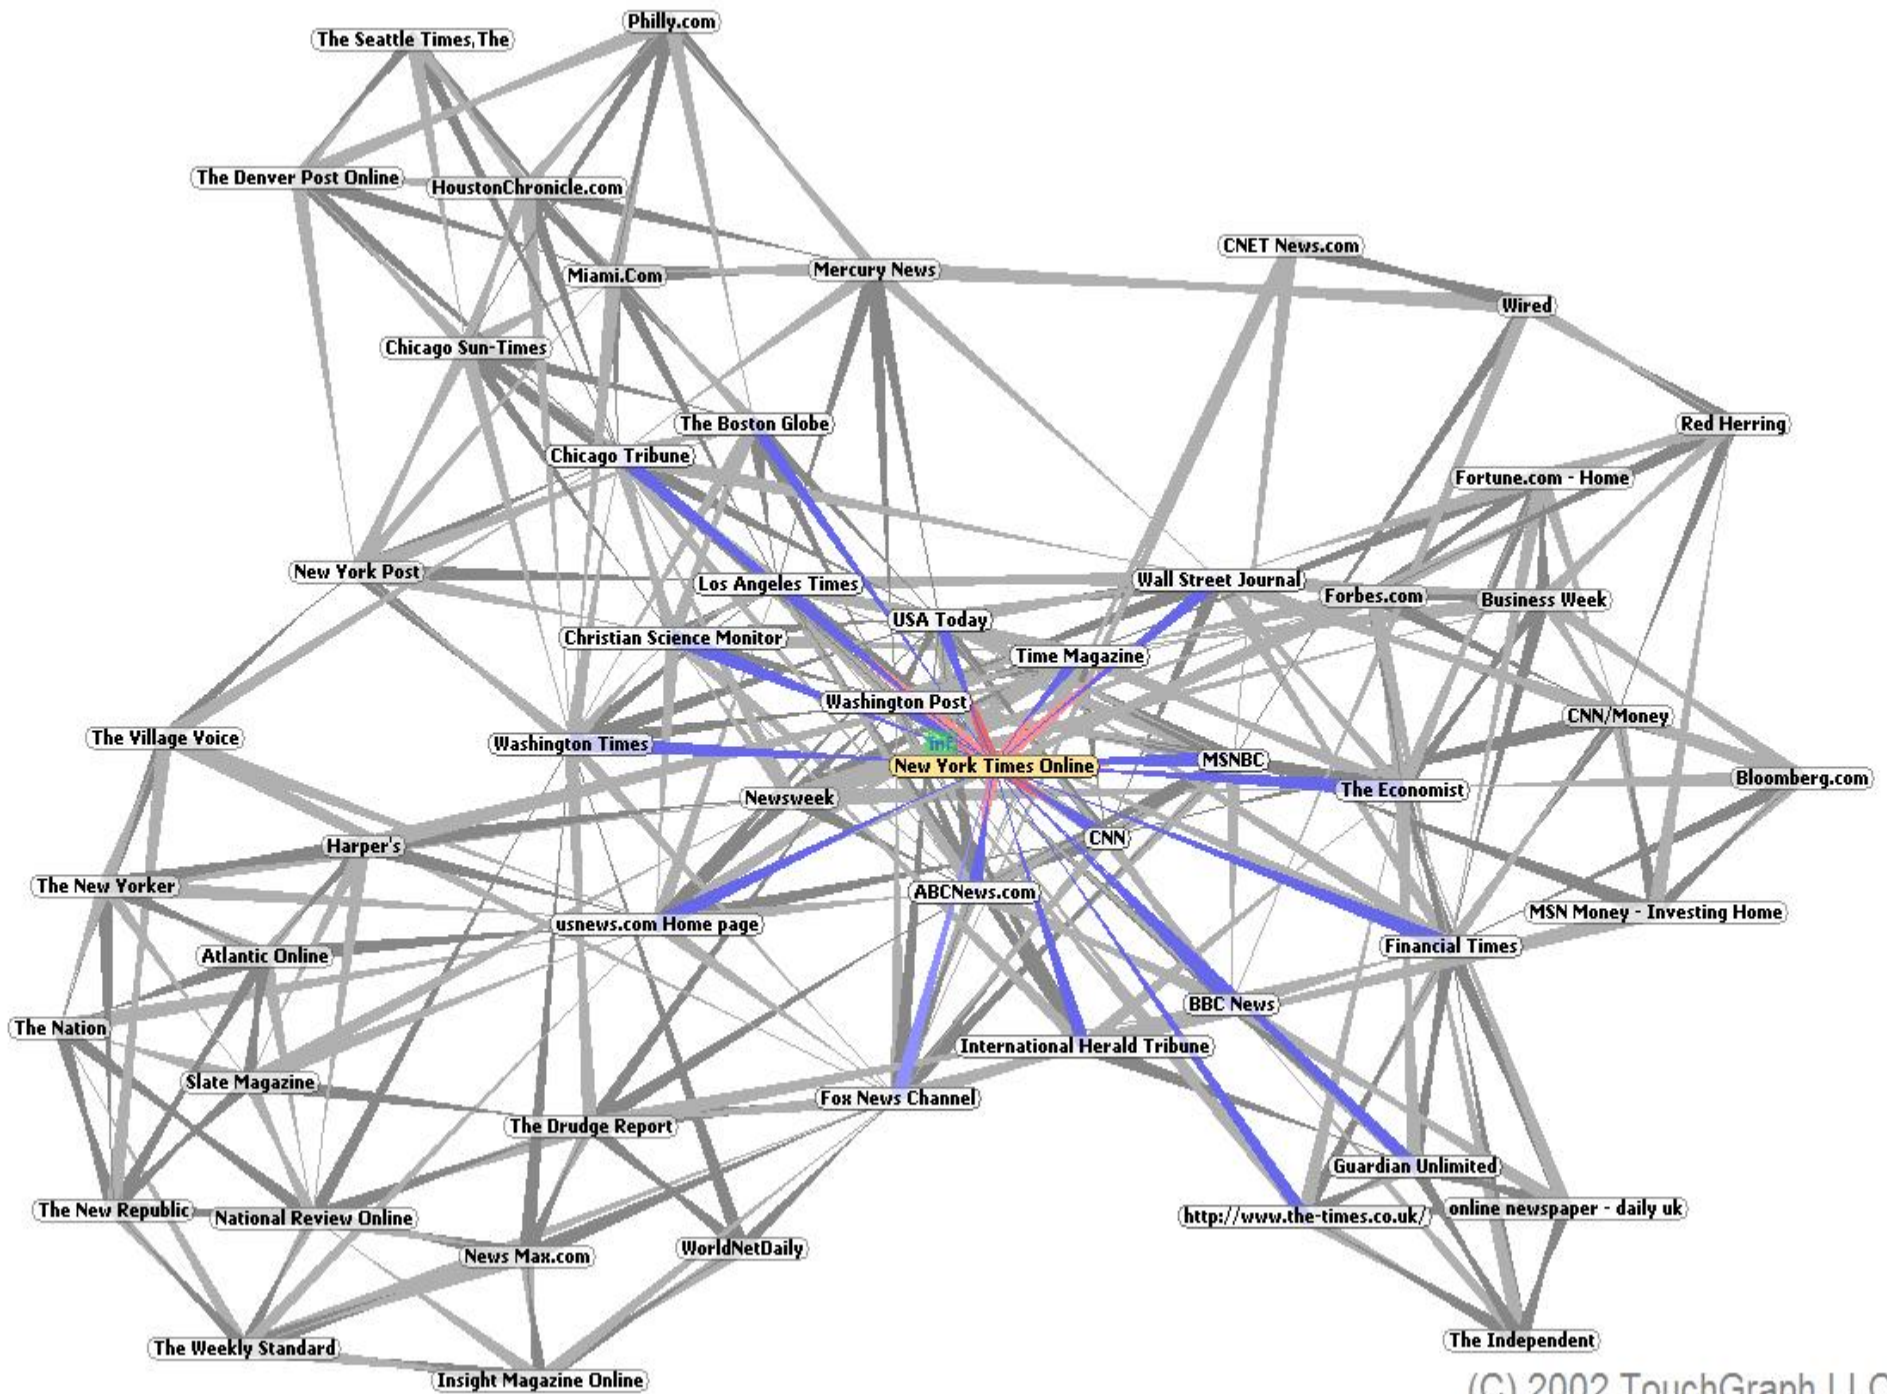 Philly.com
The Seattle Times, The
The Denver Post Online
HoustonChronicle.com
CNET News.com
Miami.Com
Mercury News
Wired
Chicago Sun-Times
The Boston Globe
Red Herring
Chicago Tribune
Fortune.com - Home
New York Post
Los Angeles Times
Wall Street Journal
Forbes.com
Business Week
USA Today
Christian Science Monitor
Time Magazine
Washington Post
CNN/Money
The Village Voice
Washington Times
inf
New York Times Online
MSNBC
Bloomberg.com
The Economist
Newsweek
Harper's
CNN
The New Yorker
ABCNews.com
MSN Money - Investing Home
usnews.com Home page
Financial Times
Atlantic Online
BBC News
The Nation
International Herald Tribune
Slate Magazine
Fox News Channel
The Drudge Report
Guardian Unlimited
The New Republic
National Review Online
http://www.the-times.co.uk/
online newspaper - daily uk
News Max.com
WorldNetDaily
The Weekly Standard
The Independent
Insight Magazine Online
(C) 2002 TouchGraph LLC